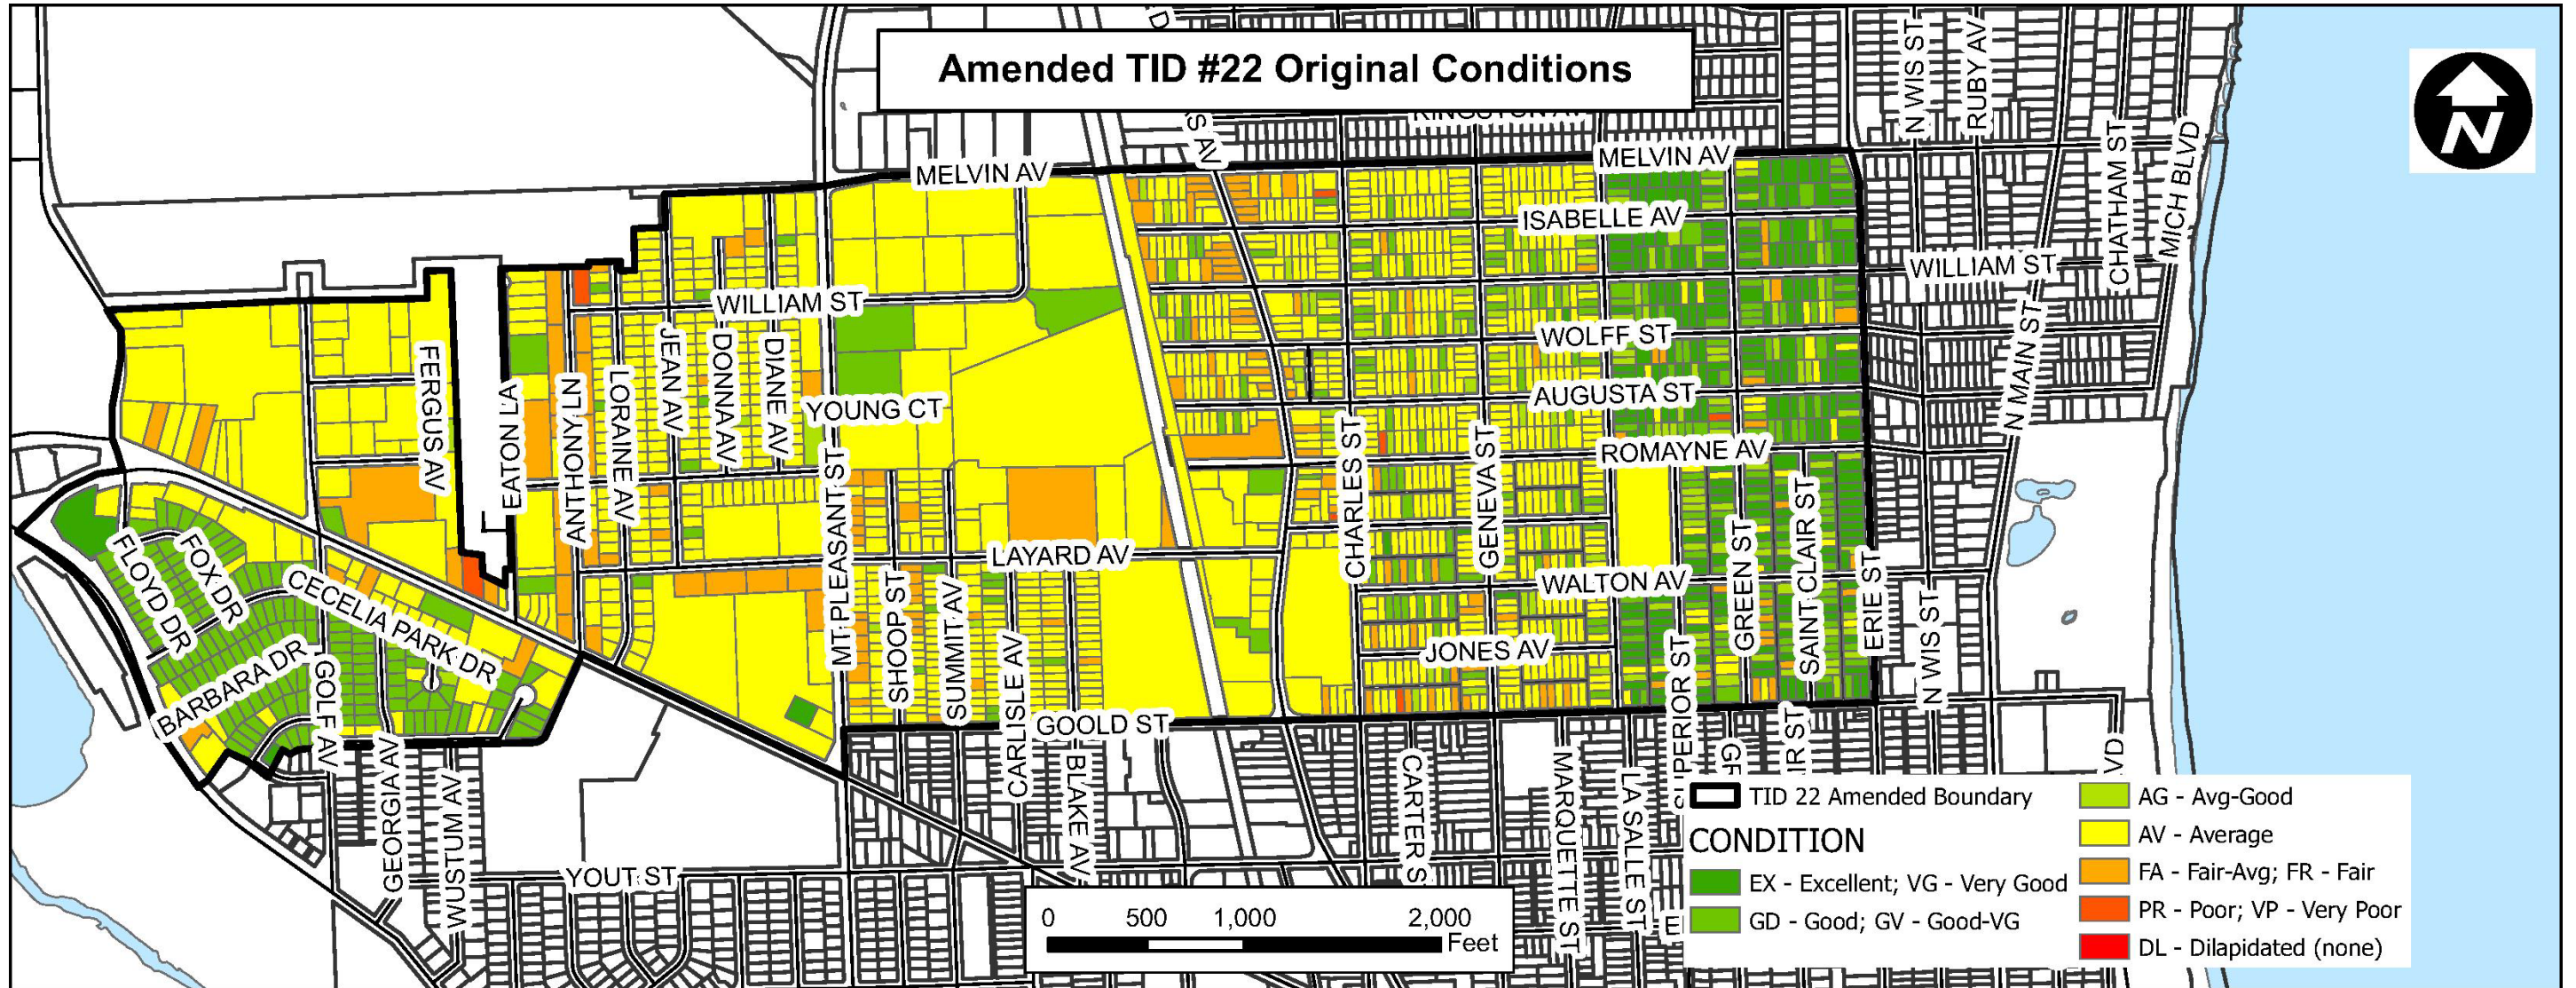 Amended TID #22 Original Conditions
N
N WIS ST
RUBY AV
CHATHAM ST
MICH BLVD
S AV
MELVIN AV
MELVIN AV
ISABELLE AV
WILLIAM ST
WILLIAM ST
WOLFF ST
N MAIN ST
FERGUS AV
EATON LA
ANTHONY LN
LORAINE AV
JEAN AV
DONNA AV
DIANE AV
YOUNG CT
AUGUSTA ST
ROMAYNE AV
CHARLES ST
GENEVA ST
MT PLEASANT ST
LAYARD AV
WALTON AV
GREEN ST
SAINT CLAIR ST
ERIE ST
N WIS ST
FLOYD DR
FOX DR
CECELIA PARK DR
BARBARA DR
GOLF AV
SHOOP ST
SUMMIT AV
CARLISLE AV
JONES AV
SUPERIOR ST
GOOLD ST
GEORGIA AV
WUSTUM AV
BLAKE AV
CARTER S
MARQUETTE ST
LA SALLE ST
IR ST
VD
YOUT ST
0 500 1,000 2,000
Feet
TID 22 Amended Boundary
CONDITION
EX - Excellent; VG - Very Good
GD - Good; GV - Good-VG
AG - Avg-Good
AV - Average
FA - Fair-Avg; FR - Fair
PR - Poor; VP - Very Poor
DL - Dilapidated (none)